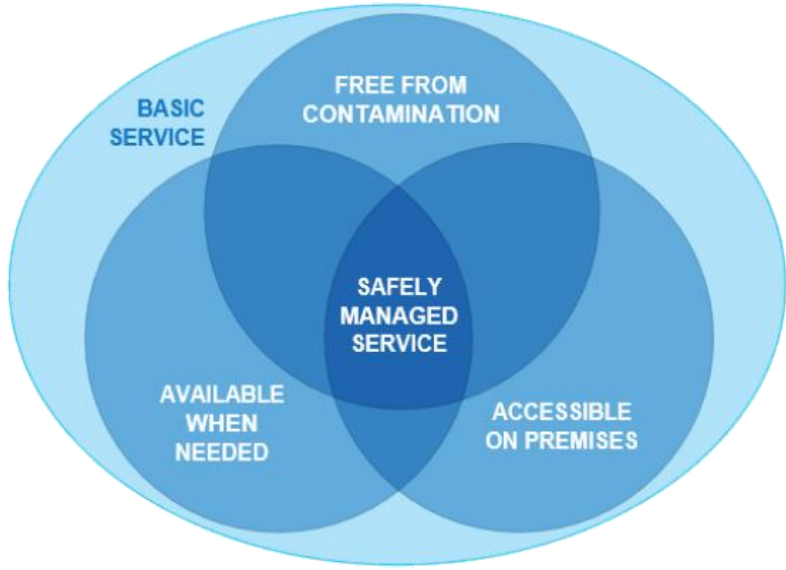 FREE FROM
CONTAMINATION
BASIC
SERVICE
SAFELY
MANAGED
SERVICE
AVAILABLE
WHEN
NEEDED
ACCESSIBLE
ON PREMISES